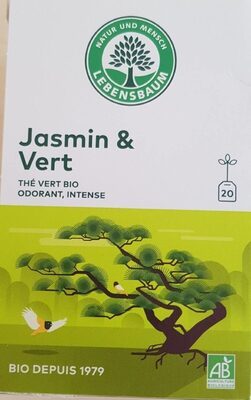 NATUR UND MENSCH
LEBENSBAUM
Jasmin &
Vert
THÉ VERT BIO
ODORANT, INTENSE
20
BIO DEPUIS 1979
AB
AGRICULTURE
BIOLOGIQUE